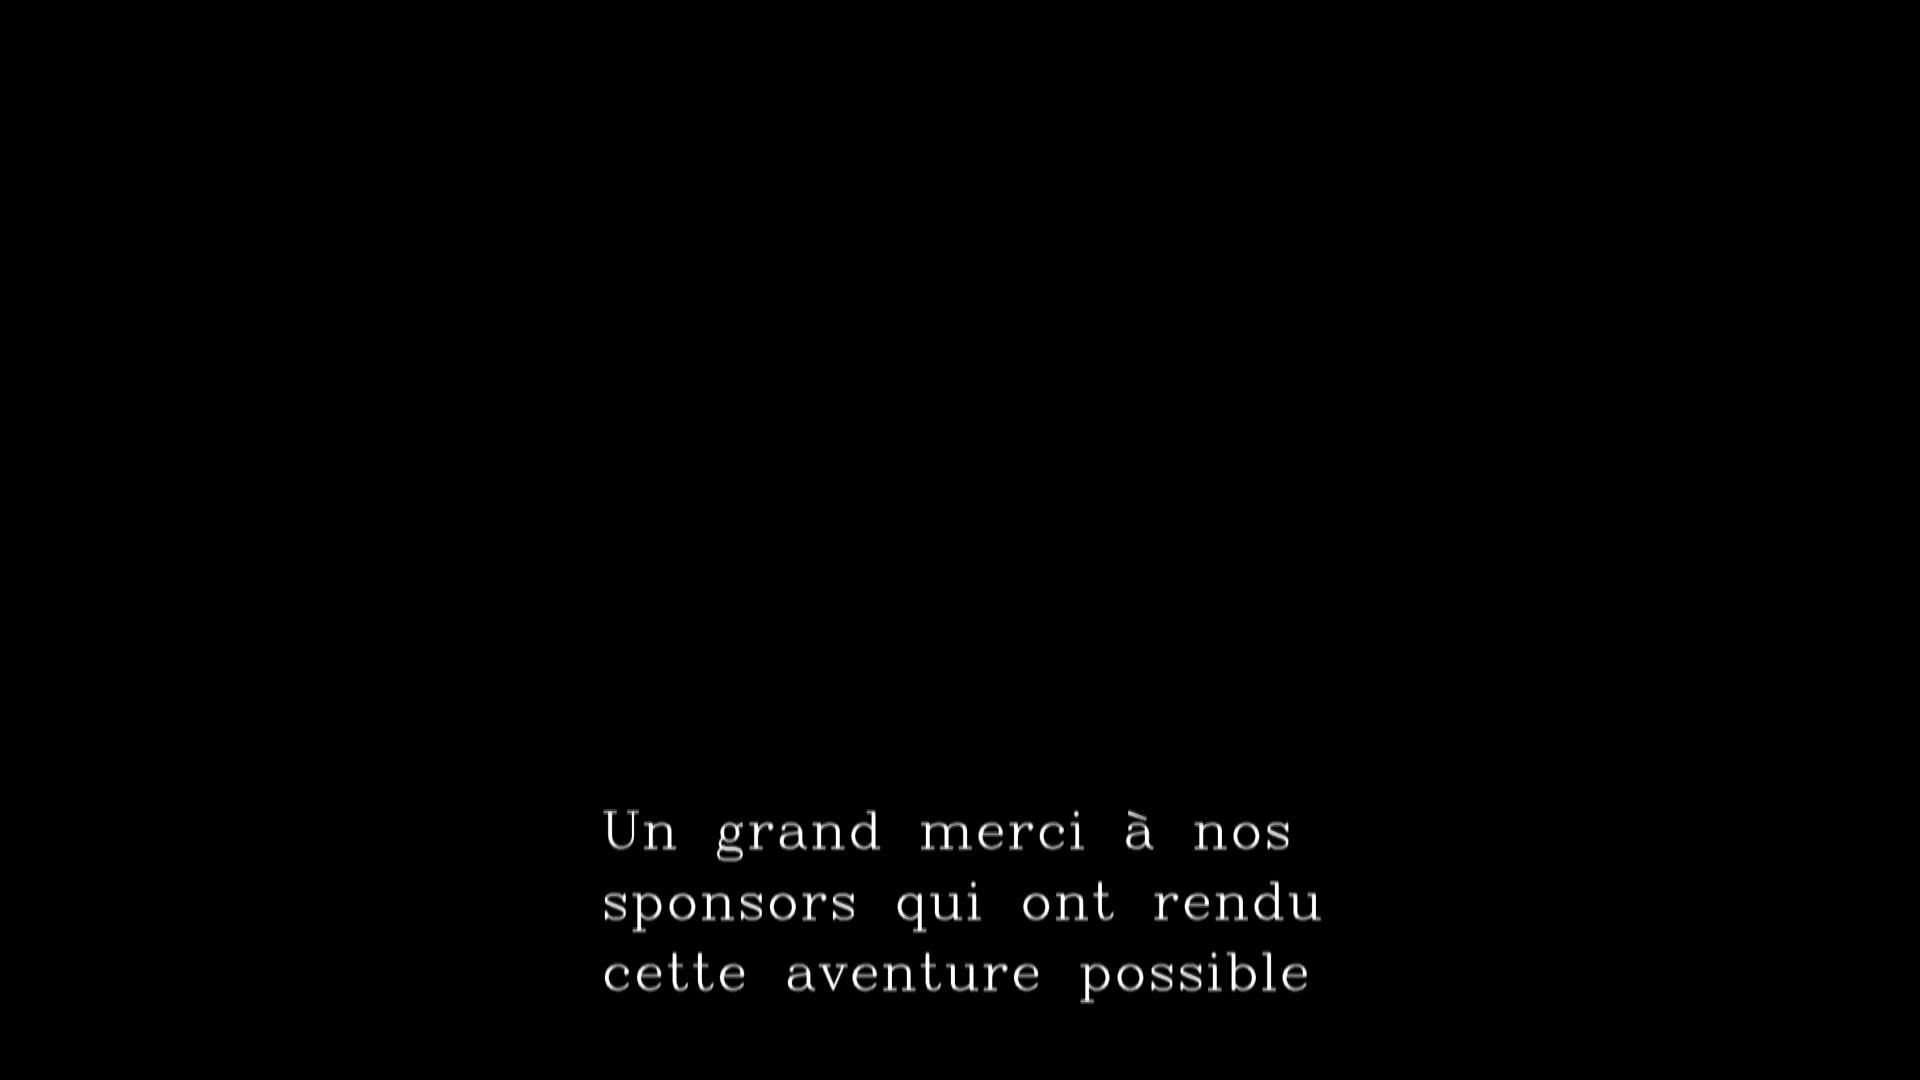 Un grand merci à nos
sponsors qui ont rendu
cette aventure possible